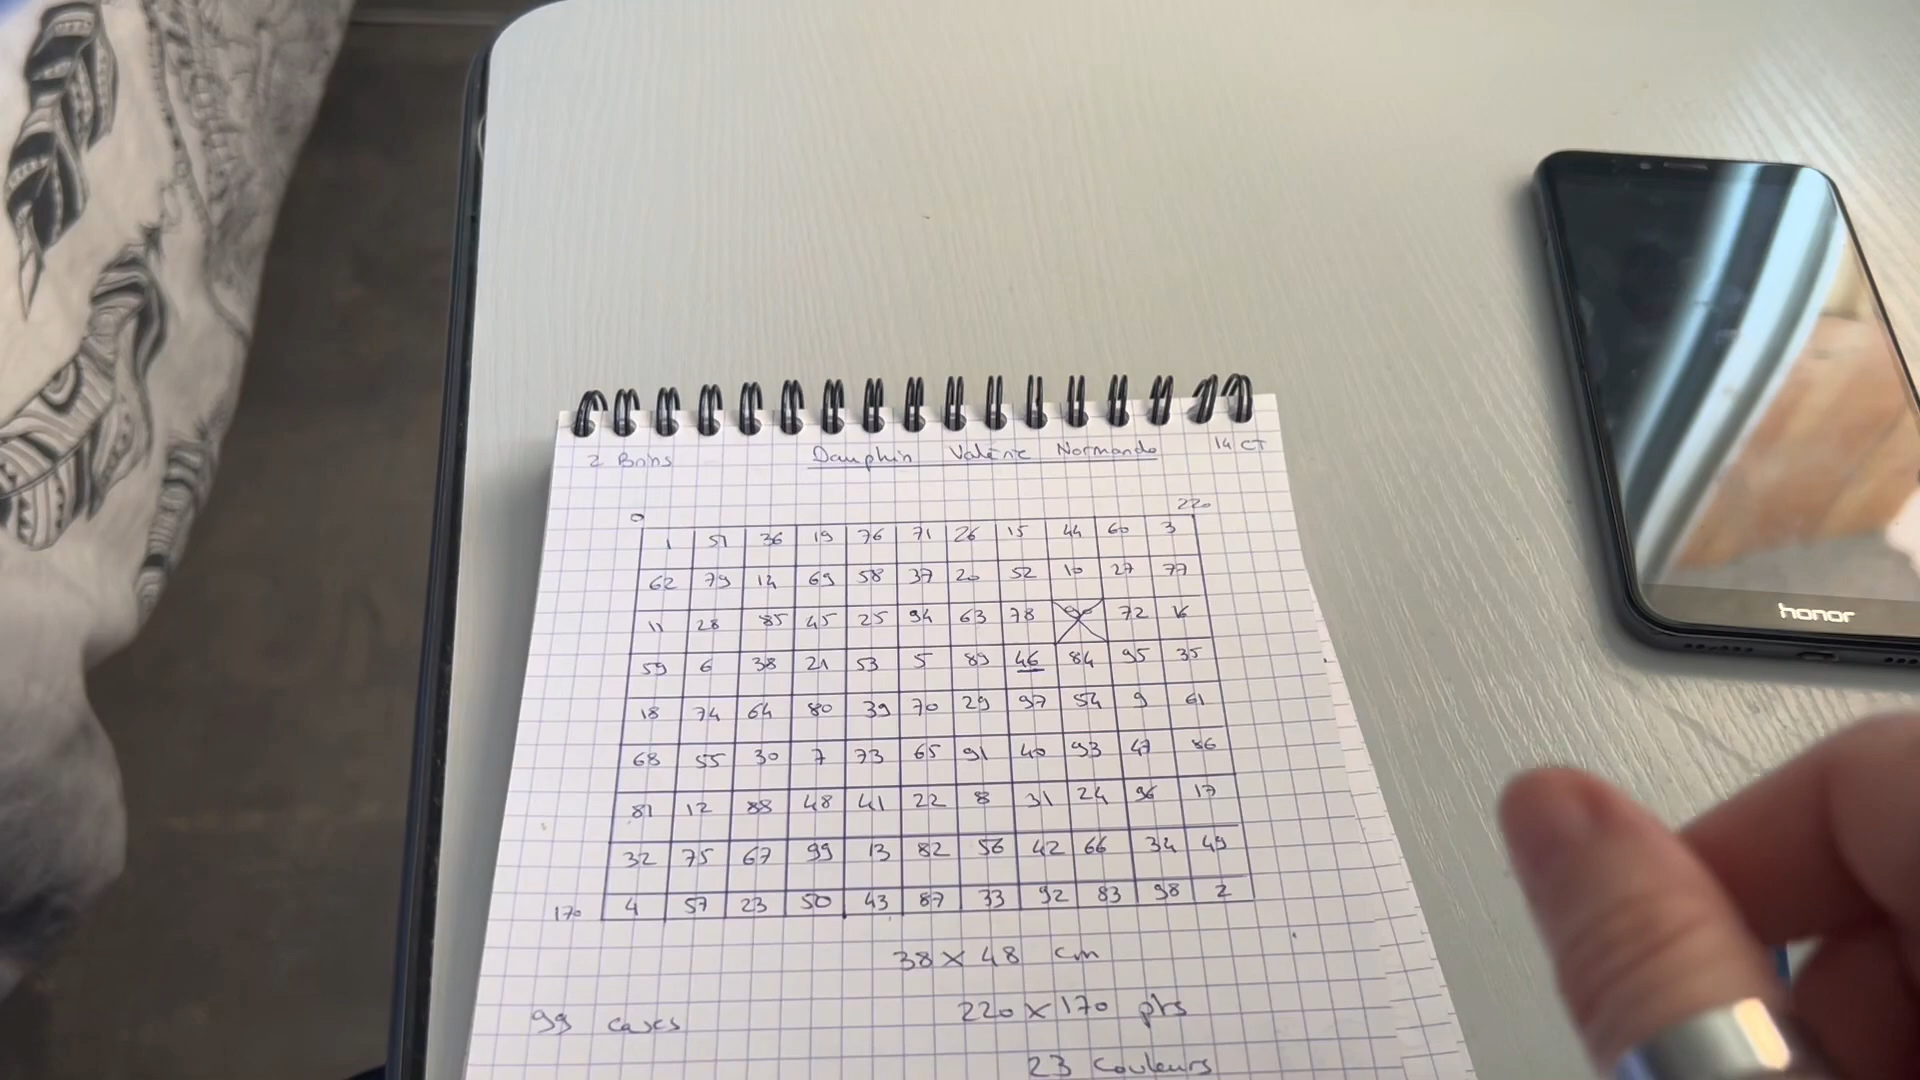 2 Brins Dauphin Valérie Normando 14 CT
0 220
1 51 36 19 76 71 26 15 44 60 3
62 79 14 69 58 37 20 52 10 27 77
11 28 85 45 25 94 63 78 90 72 16
59 6 38 21 53 5 89 46 84 95 35
18 74 64 80 39 70 29 97 54 9 61
68 55 30 7 73 65 91 40 93 47 86
81 12 88 48 41 22 8 31 24 96 17
32 75 67 99 13 82 56 42 66 34 49
170 4 57 23 50 43 87 33 92 83 98 2
38 x 48 cm
99 cases 220 x 170 pts
23 Couleurs
honor